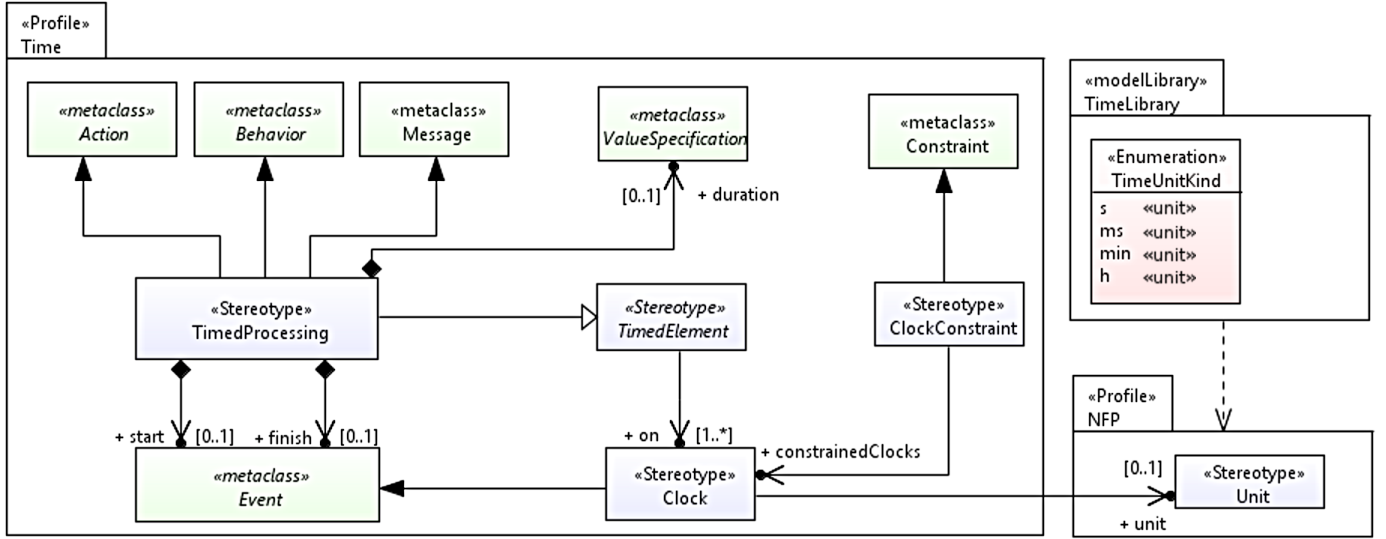 «Profile»
Time
«metaclass»
Action
«metaclass»
Behavior
«metaclass»
Message
«metaclass»
ValueSpecification
«metaclass»
Constraint
[0..1]
+ duration
«Stereotype»
TimedProcessing
«Stereotype»
TimedElement
«Stereotype»
ClockConstraint
+ start
[0..1]
+ finish
[0..1]
+ on
[1..*]
+ constrainedClocks
«metaclass»
Event
«Stereotype»
Clock
«modelLibrary»
TimeLibrary
«Enumeration»
TimeUnitKind
s «unit»
ms «unit»
min «unit»
h «unit»
«Profile»
NFP
[0..1]
+ unit
«Stereotype»
Unit